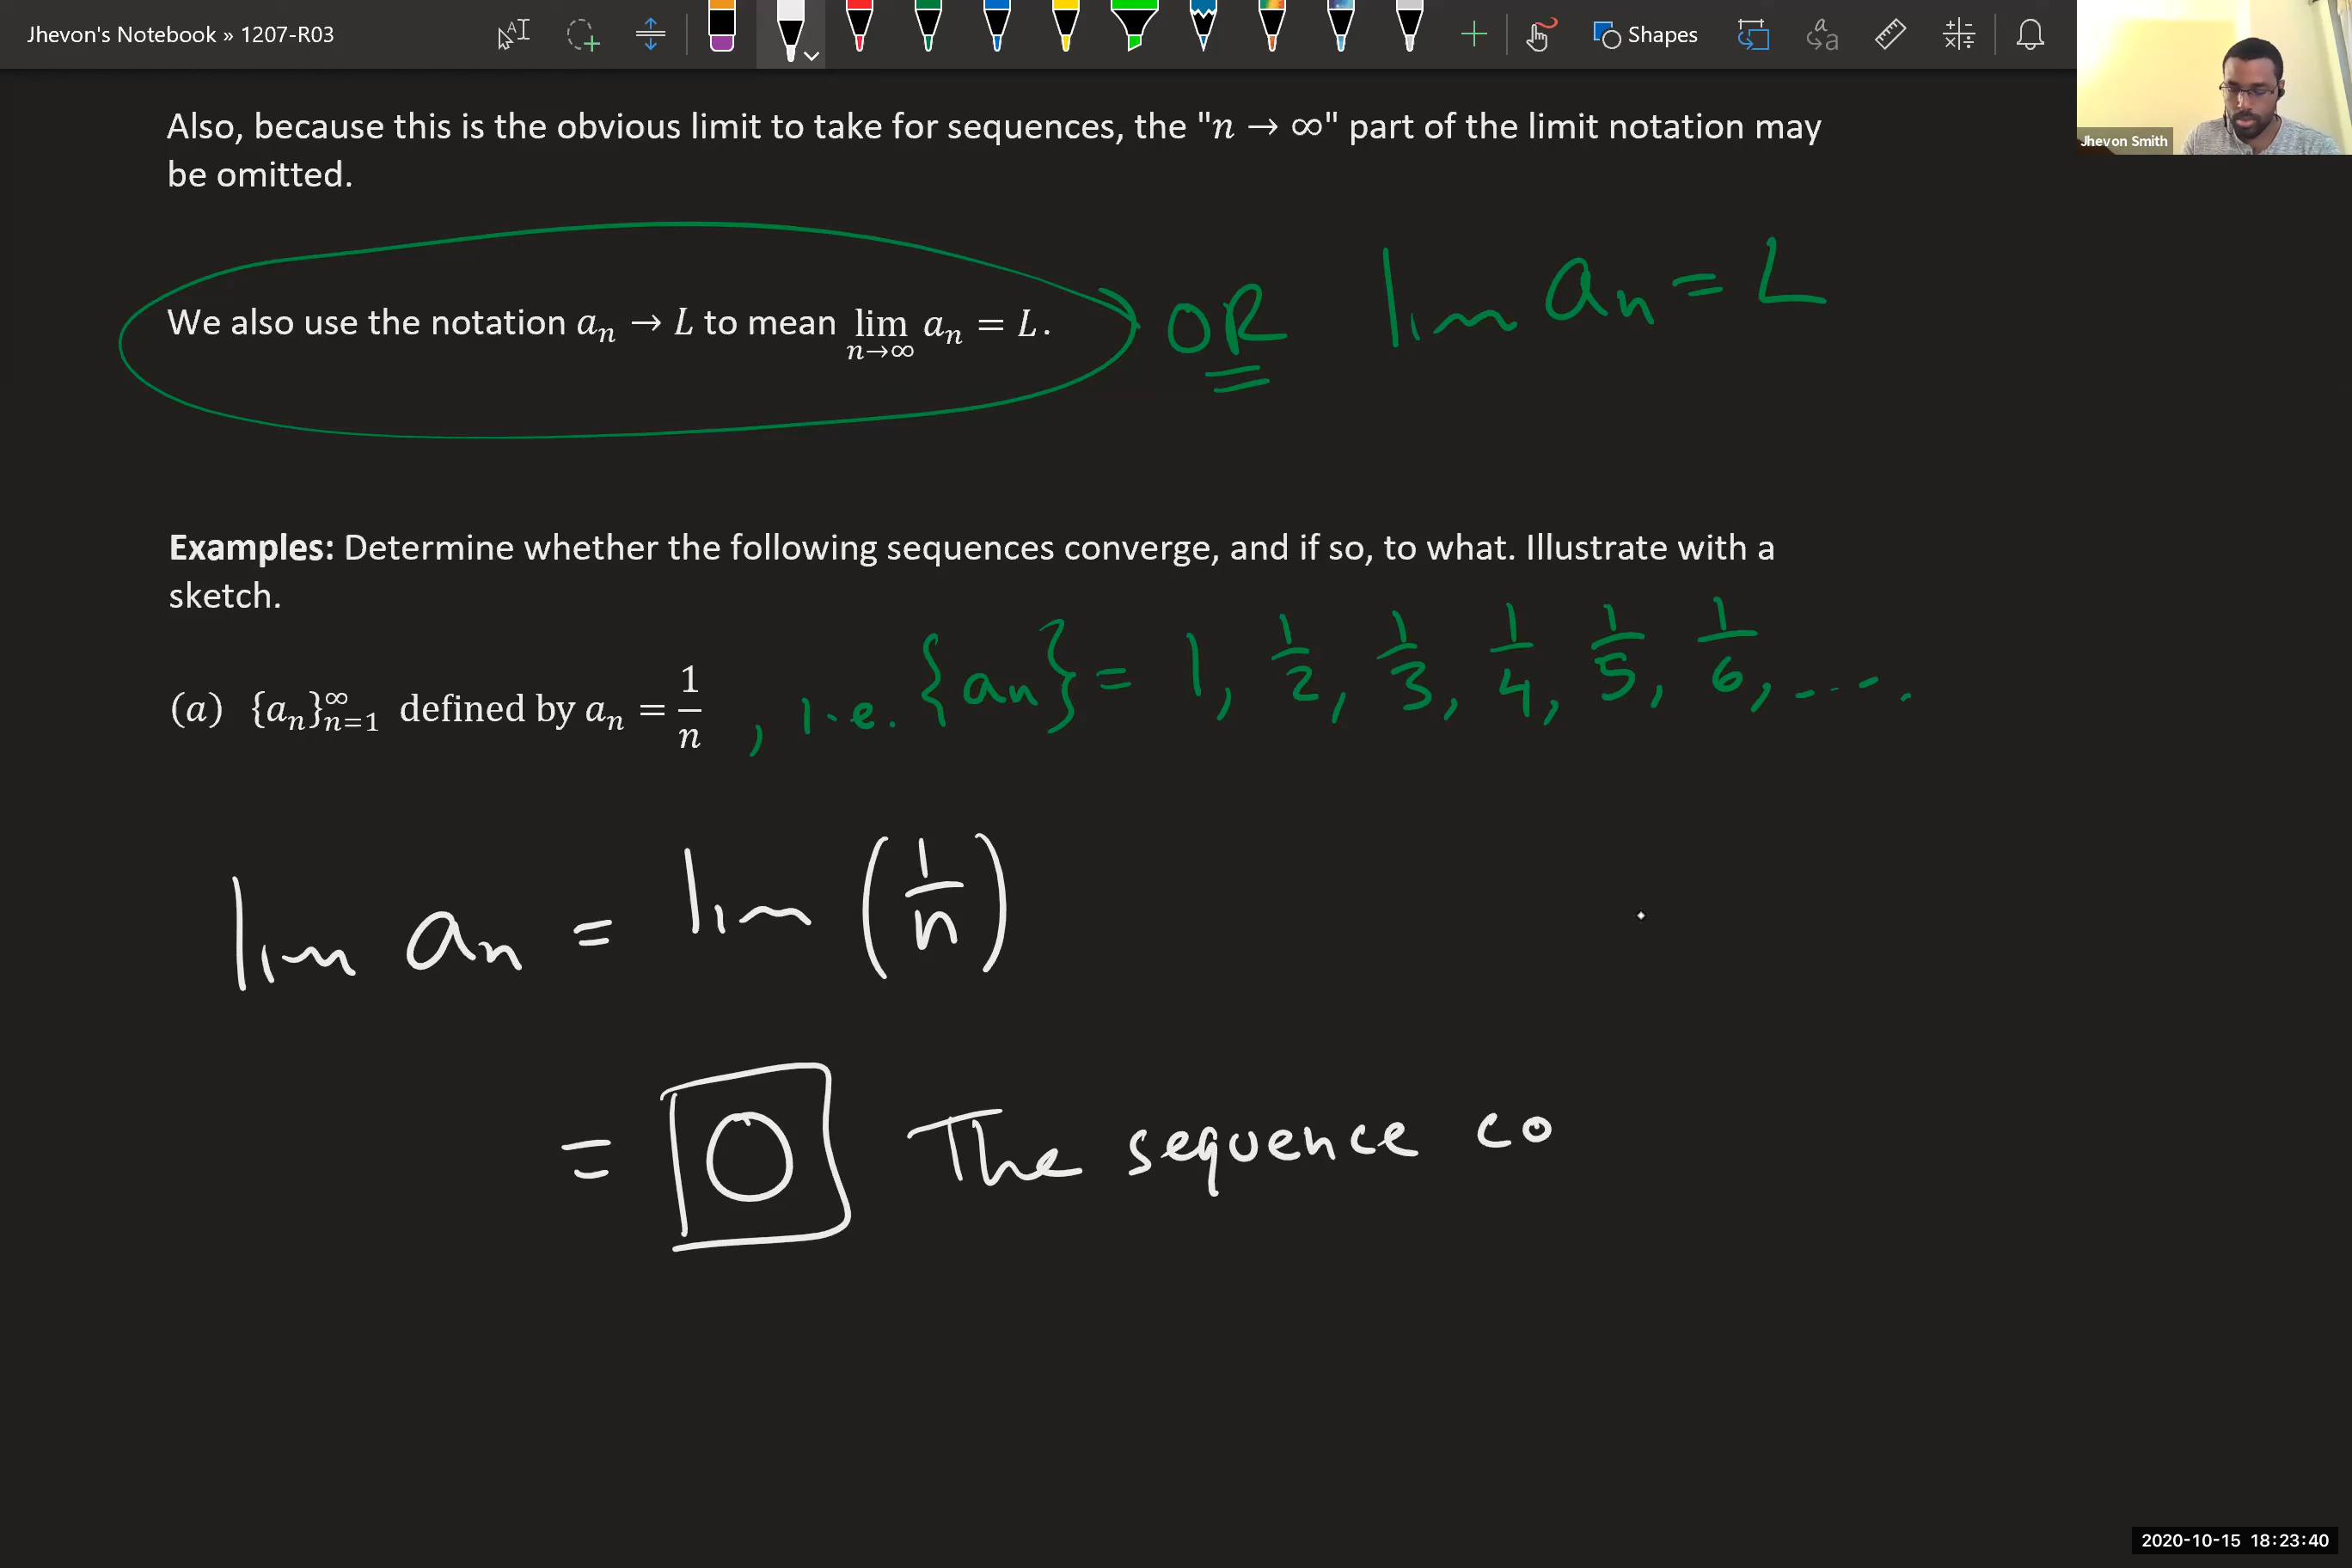 Jhevon's Notebook » 1207-R03
Shapes
Jhevon Smith
Also, because this is the obvious limit to take for sequences, the "n → ∞" part of the limit notation may
be omitted.
We also use the notation aₙ → L to mean lim n→∞ aₙ = L. OR lim aₙ = L
Examples: Determine whether the following sequences converge, and if so, to what. Illustrate with a
sketch.
(a) {aₙ}∞n=1 defined by aₙ = 1/n , i.e. {an} = 1, 1/2, 1/3, 1/4, 1/5, 1/6, .....
lim an = lim (1/n)
= 0 The sequence co
2020-10-15 18:23:40